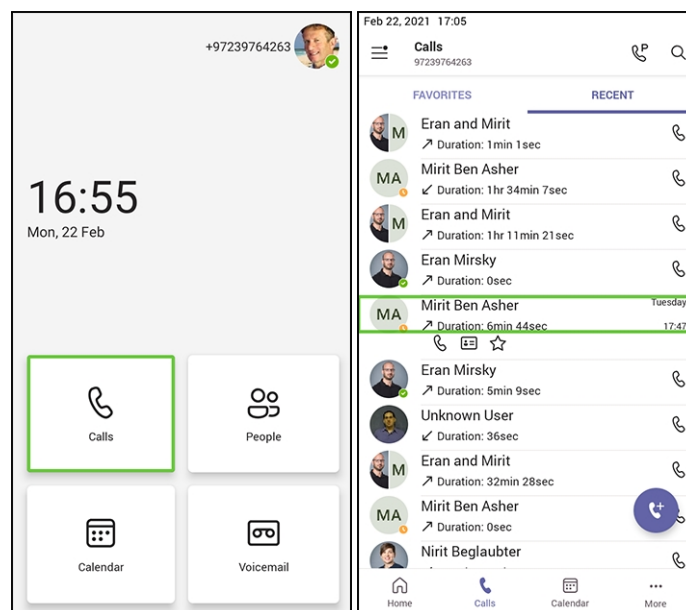 +97239764263
16:55
Mon, 22 Feb
Calls
People
Calendar
Voicemail
Feb 22, 2021 17:05
Calls
97239764263
FAVORITES
RECENT
M
Eran and Mirit
Duration: 1min 1sec
MA
Mirit Ben Asher
Duration: 1hr 34min 7sec
M
Eran and Mirit
Duration: 1hr 11min 21sec
Eran Mirsky
Duration: 0sec
MA
Mirit Ben Asher
Tuesday
Duration: 6min 44sec
17:47
Eran Mirsky
Duration: 5min 9sec
Unknown User
Duration: 36sec
M
Eran and Mirit
Duration: 32min 28sec
MA
Mirit Ben Asher
Duration: 0sec
Nirit Beglaubter
Home
Calls
Calendar
More